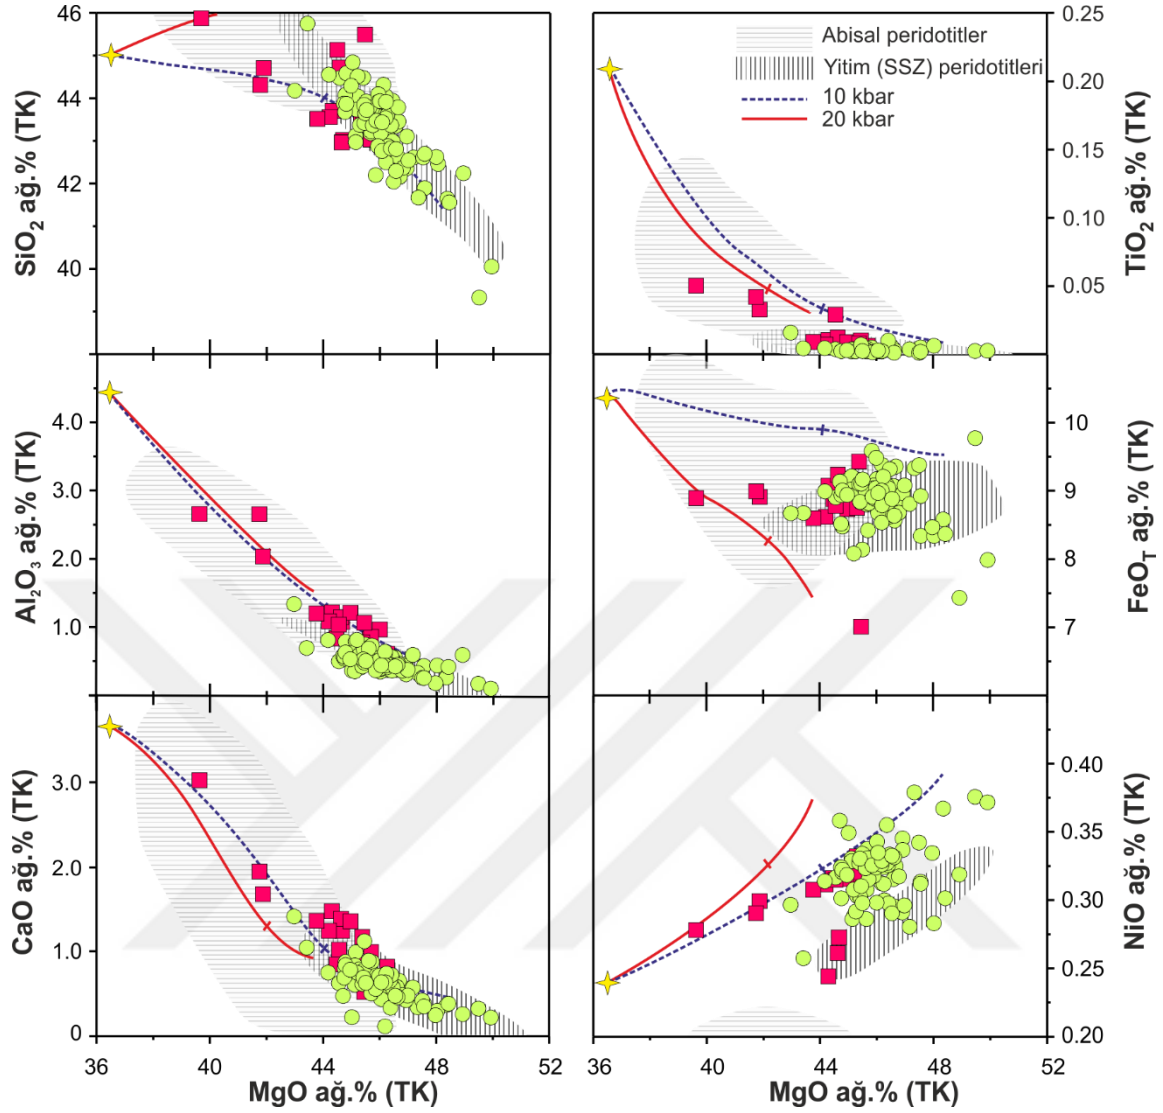 46
44
42
40
SiO₂ ağ.% (TK)
0.25
0.20
0.15
0.10
0.05
TiO₂ ağ.% (TK)
Abisal peridotitler
Yitim (SSZ) peridotitleri
10 kbar
20 kbar
4.0
3.0
2.0
1.0
Al₂O₃ ağ.% (TK)
10
9
8
7
FeO_T ağ.% (TK)
3.0
2.0
1.0
0
CaO ağ.% (TK)
0.40
0.35
0.30
0.25
0.20
NiO ağ.% (TK)
36 40 44 48 52
MgO ağ.% (TK)
36 40 44 48 52
MgO ağ.% (TK)